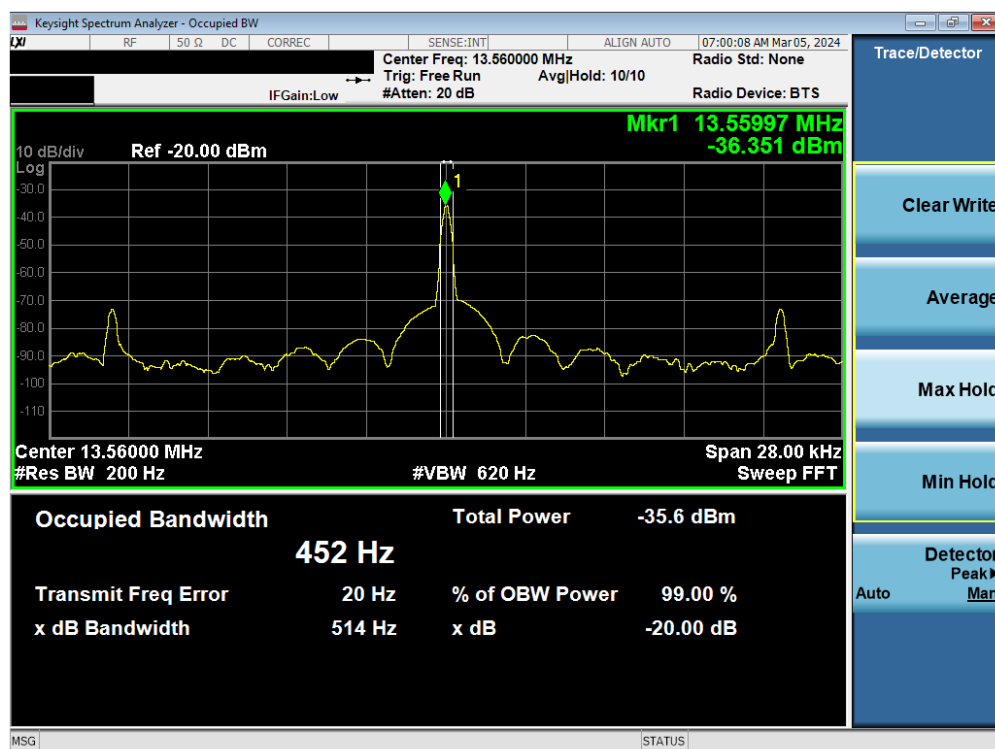 Keysight Spectrum Analyzer - Occupied BW
LXI RF 50 Ω DC CORREC SENSE:INT ALIGN AUTO 07:00:08 AM Mar 05, 2024
Center Freq: 13.560000 MHz Radio Std: None
Trig: Free Run Avg|Hold: 10/10
IFGain:Low #Atten: 20 dB Radio Device: BTS
Trace/Detector
Mkr1 13.55997 MHz
-36.351 dBm
10 dB/div Ref -20.00 dBm
Log
1
-30.0
-40.0
-50.0
-60.0
-70.0
-80.0
-90.0
-100
-110
Center 13.56000 MHz Span 28.00 kHz
#Res BW 200 Hz #VBW 620 Hz Sweep FFT
Occupied Bandwidth Total Power -35.6 dBm
452 Hz
Transmit Freq Error 20 Hz % of OBW Power 99.00 %
x dB Bandwidth 514 Hz x dB -20.00 dB
Clear Write
Average
Max Hold
Min Hold
Detector
Peak
Auto Man
MSG STATUS